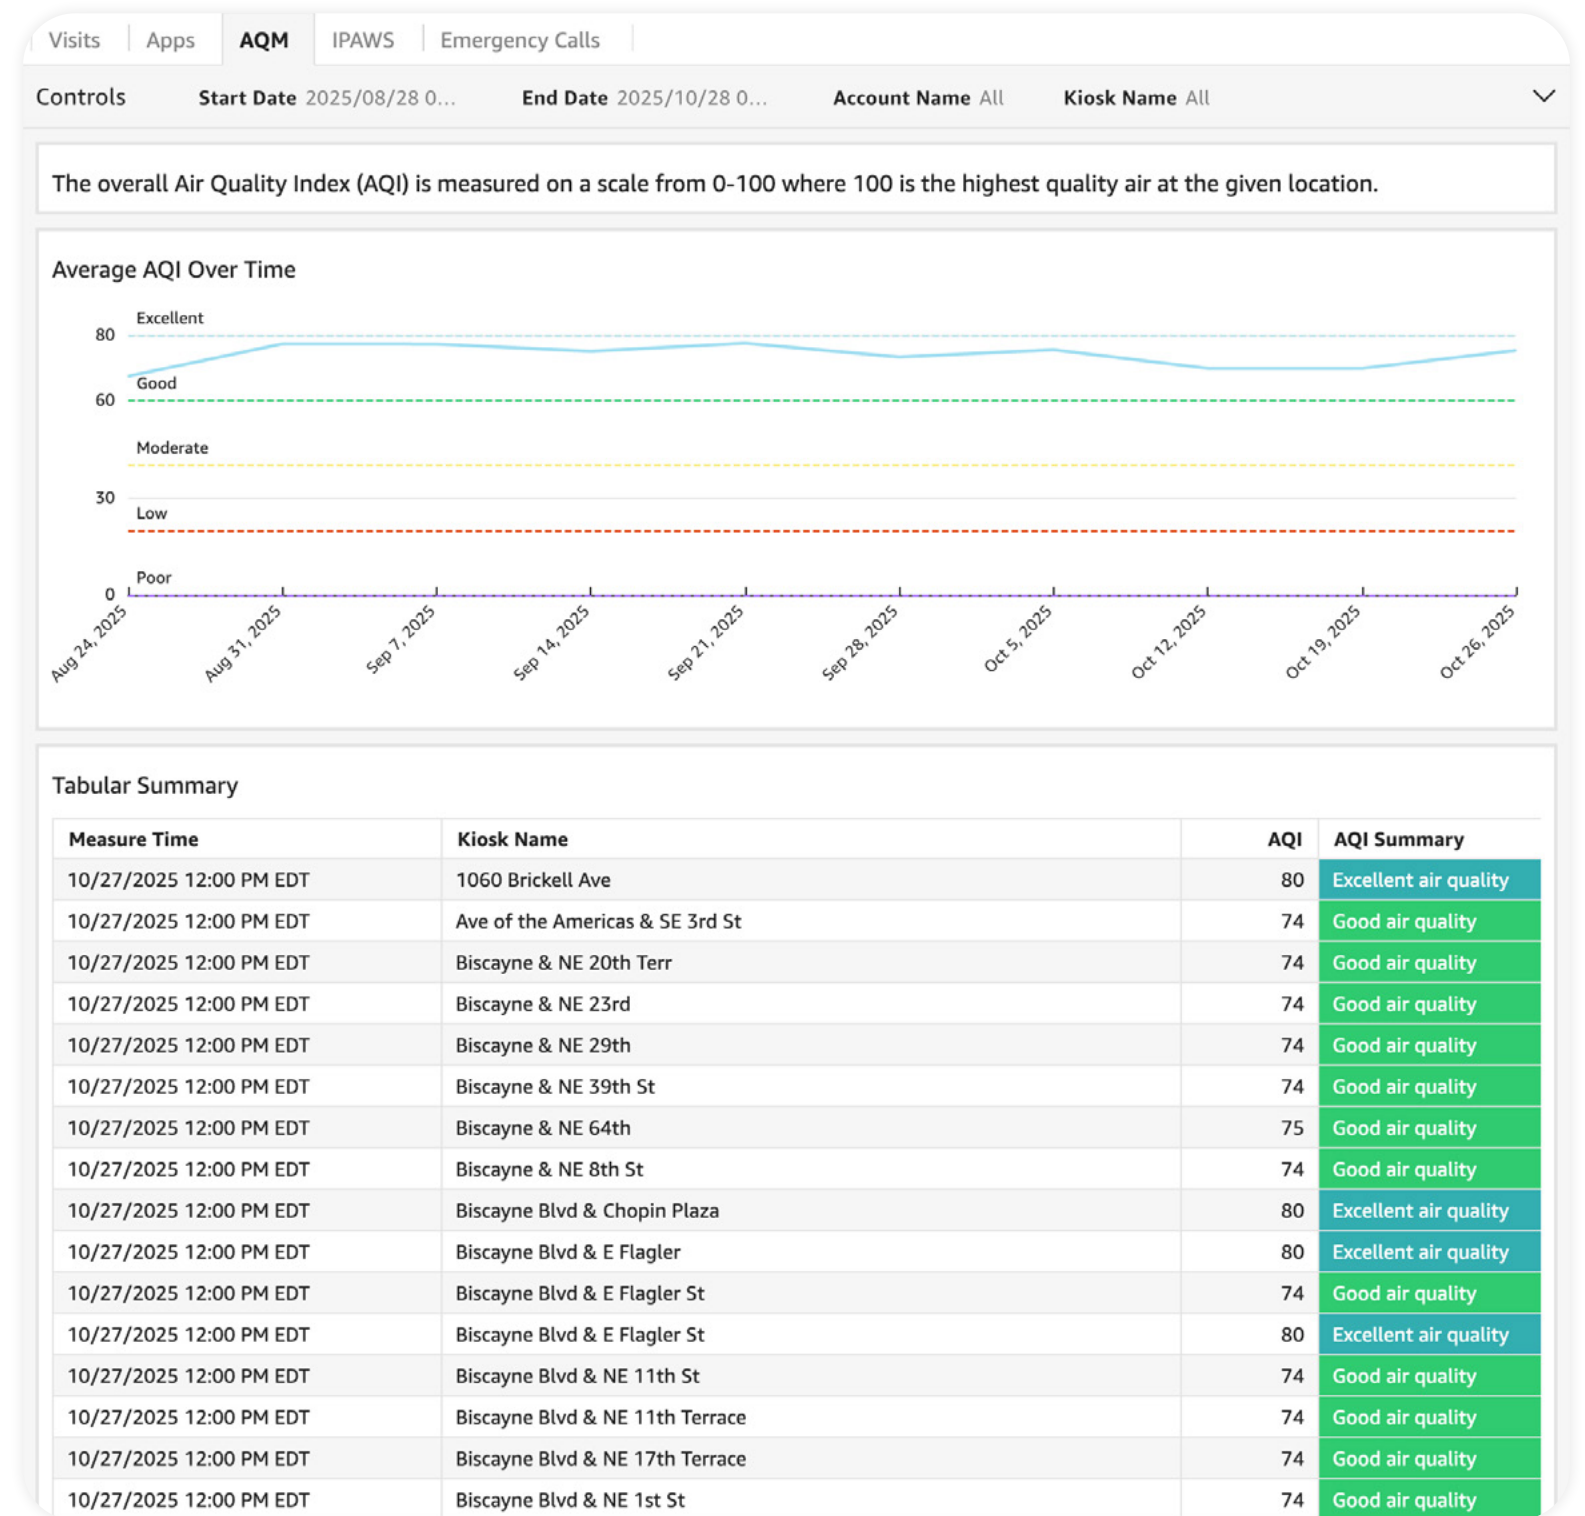 Visits Apps AQM IPAWS Emergency Calls
Controls Start Date 2025/08/28 0... End Date 2025/10/28 0... Account Name All Kiosk Name All
The overall Air Quality Index (AQI) is measured on a scale from 0-100 where 100 is the highest quality air at the given location.
Average AQI Over Time
Excellent
80
Good
60
Moderate
30
Low
Poor
0
Aug 24, 2025 Aug 31, 2025 Sep 7, 2025 Sep 14, 2025 Sep 21, 2025 Sep 28, 2025 Oct 5, 2025 Oct 12, 2025 Oct 19, 2025 Oct 26, 2025
Tabular Summary
Measure Time Kiosk Name AQI AQI Summary
10/27/2025 12:00 PM EDT 1060 Brickell Ave 80 Excellent air quality
10/27/2025 12:00 PM EDT Ave of the Americas & SE 3rd St 74 Good air quality
10/27/2025 12:00 PM EDT Biscayne & NE 20th Terr 74 Good air quality
10/27/2025 12:00 PM EDT Biscayne & NE 23rd 74 Good air quality
10/27/2025 12:00 PM EDT Biscayne & NE 29th 74 Good air quality
10/27/2025 12:00 PM EDT Biscayne & NE 39th St 74 Good air quality
10/27/2025 12:00 PM EDT Biscayne & NE 64th 75 Good air quality
10/27/2025 12:00 PM EDT Biscayne & NE 8th St 74 Good air quality
10/27/2025 12:00 PM EDT Biscayne Blvd & Chopin Plaza 80 Excellent air quality
10/27/2025 12:00 PM EDT Biscayne Blvd & E Flagler 80 Excellent air quality
10/27/2025 12:00 PM EDT Biscayne Blvd & E Flagler St 74 Good air quality
10/27/2025 12:00 PM EDT Biscayne Blvd & E Flagler St 80 Excellent air quality
10/27/2025 12:00 PM EDT Biscayne Blvd & NE 11th St 74 Good air quality
10/27/2025 12:00 PM EDT Biscayne Blvd & NE 11th Terrace 74 Good air quality
10/27/2025 12:00 PM EDT Biscayne Blvd & NE 17th Terrace 74 Good air quality
10/27/2025 12:00 PM EDT Biscayne Blvd & NE 1st St 74 Good air quality